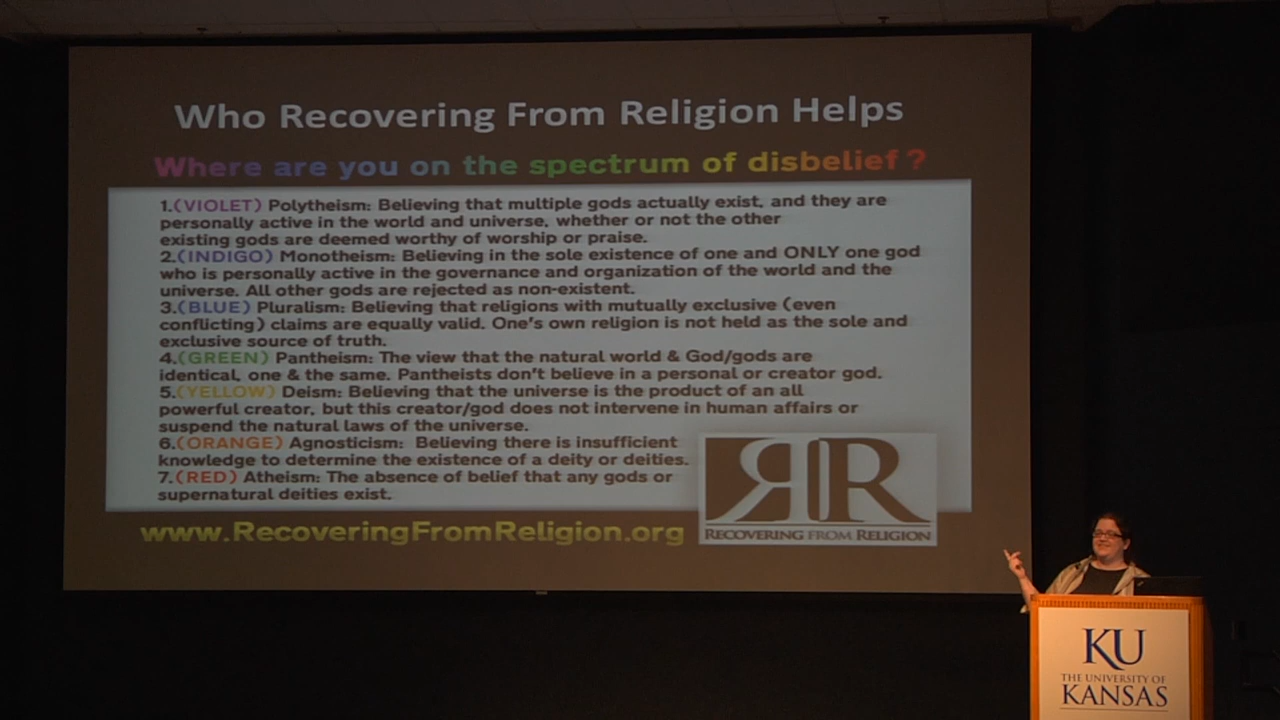 Who Recovering From Religion Helps
Where are you on the spectrum of disbelief?
1.(VIOLET) Polytheism: Believing that multiple gods actually exist, and they are
personally active in the world and universe, whether or not the other
existing gods are deemed worthy of worship or praise.
2.(INDIGO) Monotheism: Believing in the sole existence of one and ONLY one god
who is personally active in the governance and organization of the world and the
universe. All other gods are rejected as non-existent.
3.(BLUE) Pluralism: Believing that religions with mutually exclusive (even
conflicting) claims are equally valid. One's own religion is not held as the sole and
exclusive source of truth.
4.(GREEN) Pantheism: The view that the natural world & God/gods are
identical, one & the same. Pantheists don't believe in a personal or creator god.
5.(YELLOW) Deism: Believing that the universe is the product of an all
powerful creator, but this creator/god does not intervene in human affairs or
suspend the natural laws of the universe.
6.(ORANGE) Agnosticism: Believing there is insufficient
knowledge to determine the existence of a deity or deities.
7.(RED) Atheism: The absence of belief that any gods or
supernatural deities exist.
www.RecoveringFromReligion.org
RR
RECOVERING FROM RELIGION
KU
THE UNIVERSITY OF
KANSAS